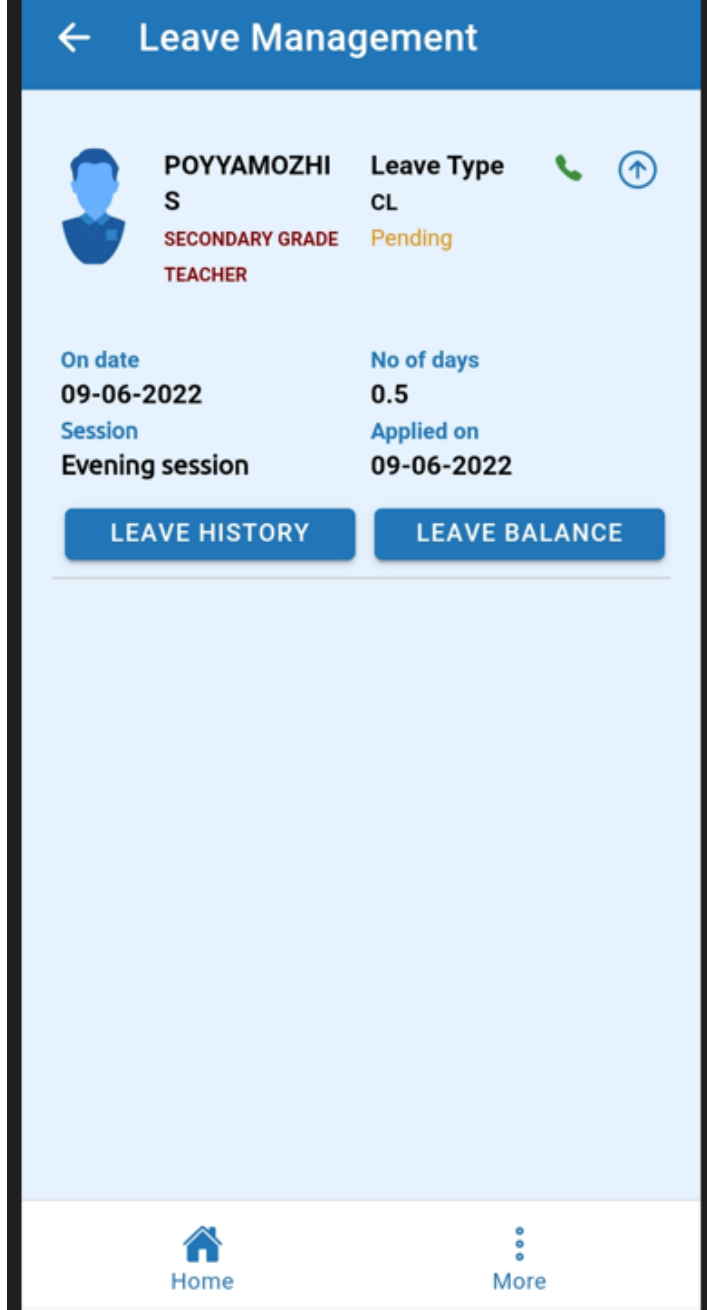 Leave Management
POYYAMOZHI
S
SECONDARY GRADE
TEACHER
Leave Type
CL
Pending
On date
09-06-2022
No of days
0.5
Session
Evening session
Applied on
09-06-2022
LEAVE HISTORY
LEAVE BALANCE
Home
More